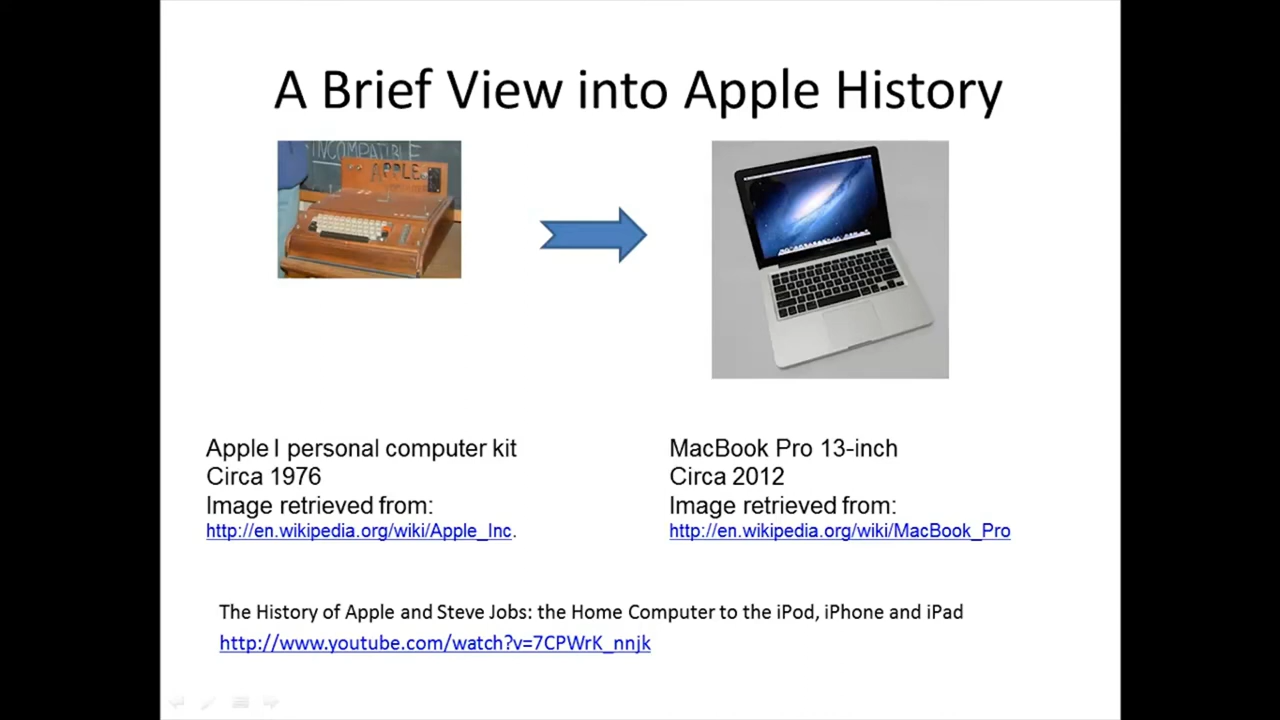 A Brief View into Apple History
INCOMPATIBLE
APPLE
Apple I personal computer kit
Circa 1976
Image retrieved from:
http://en.wikipedia.org/wiki/Apple_Inc.
MacBook Pro 13-inch
Circa 2012
Image retrieved from:
http://en.wikipedia.org/wiki/MacBook_Pro
The History of Apple and Steve Jobs: the Home Computer to the iPod, iPhone and iPad
http://www.youtube.com/watch?v=7CPWrK_nnjk